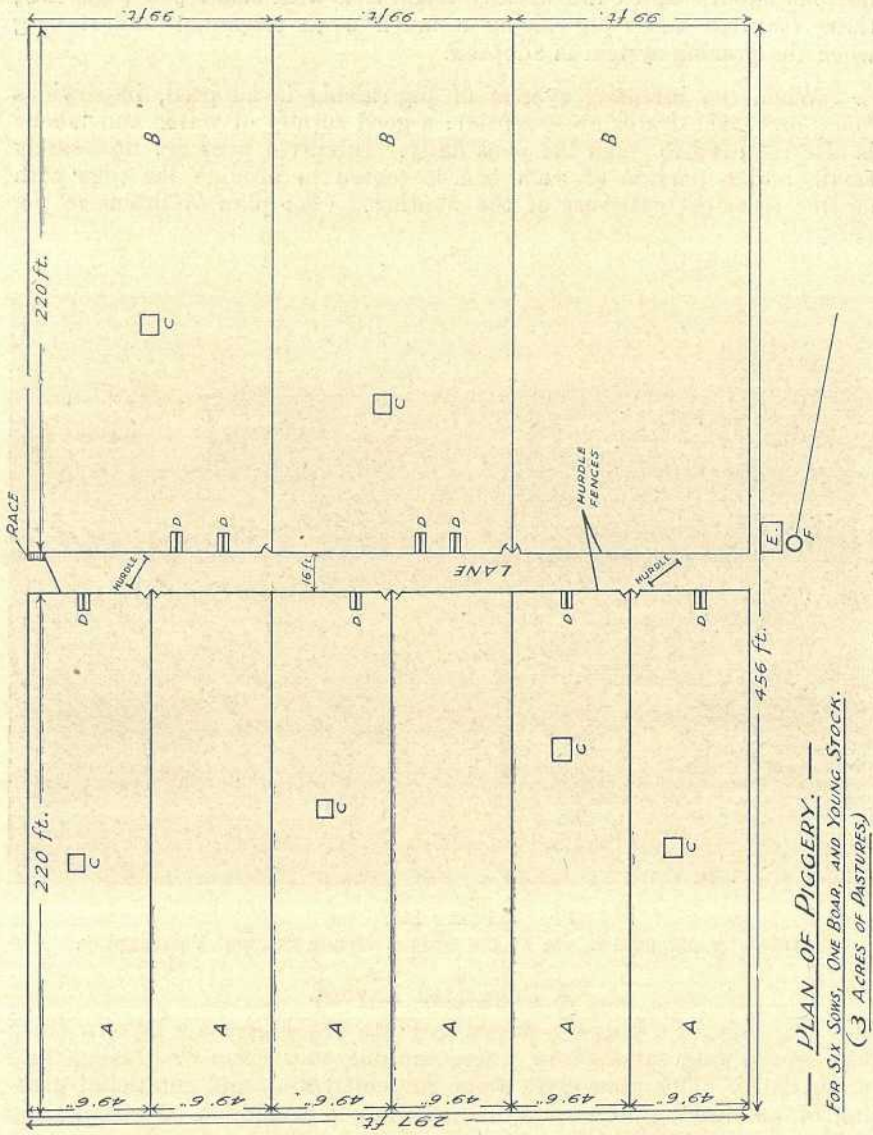 99 ft.
99 ft.
99 ft.
220 ft.
B
B
B
C
C
RACE
D
D
D
D
HURDLE FENCES
E.
F
HURDLE
16 ft.
LANE
HURDLE
D
D
D
D
220 ft.
456 ft.
C
C
C
C
A
A
A
A
A
A
49'.6"
49'.6"
49'.6"
49'.6"
49'.6"
49'.6"
297 ft.
— PLAN OF PIGGERY. —
FOR SIX SOWS, ONE BOAR, AND YOUNG STOCK.
(3 ACRES OF PASTURES)